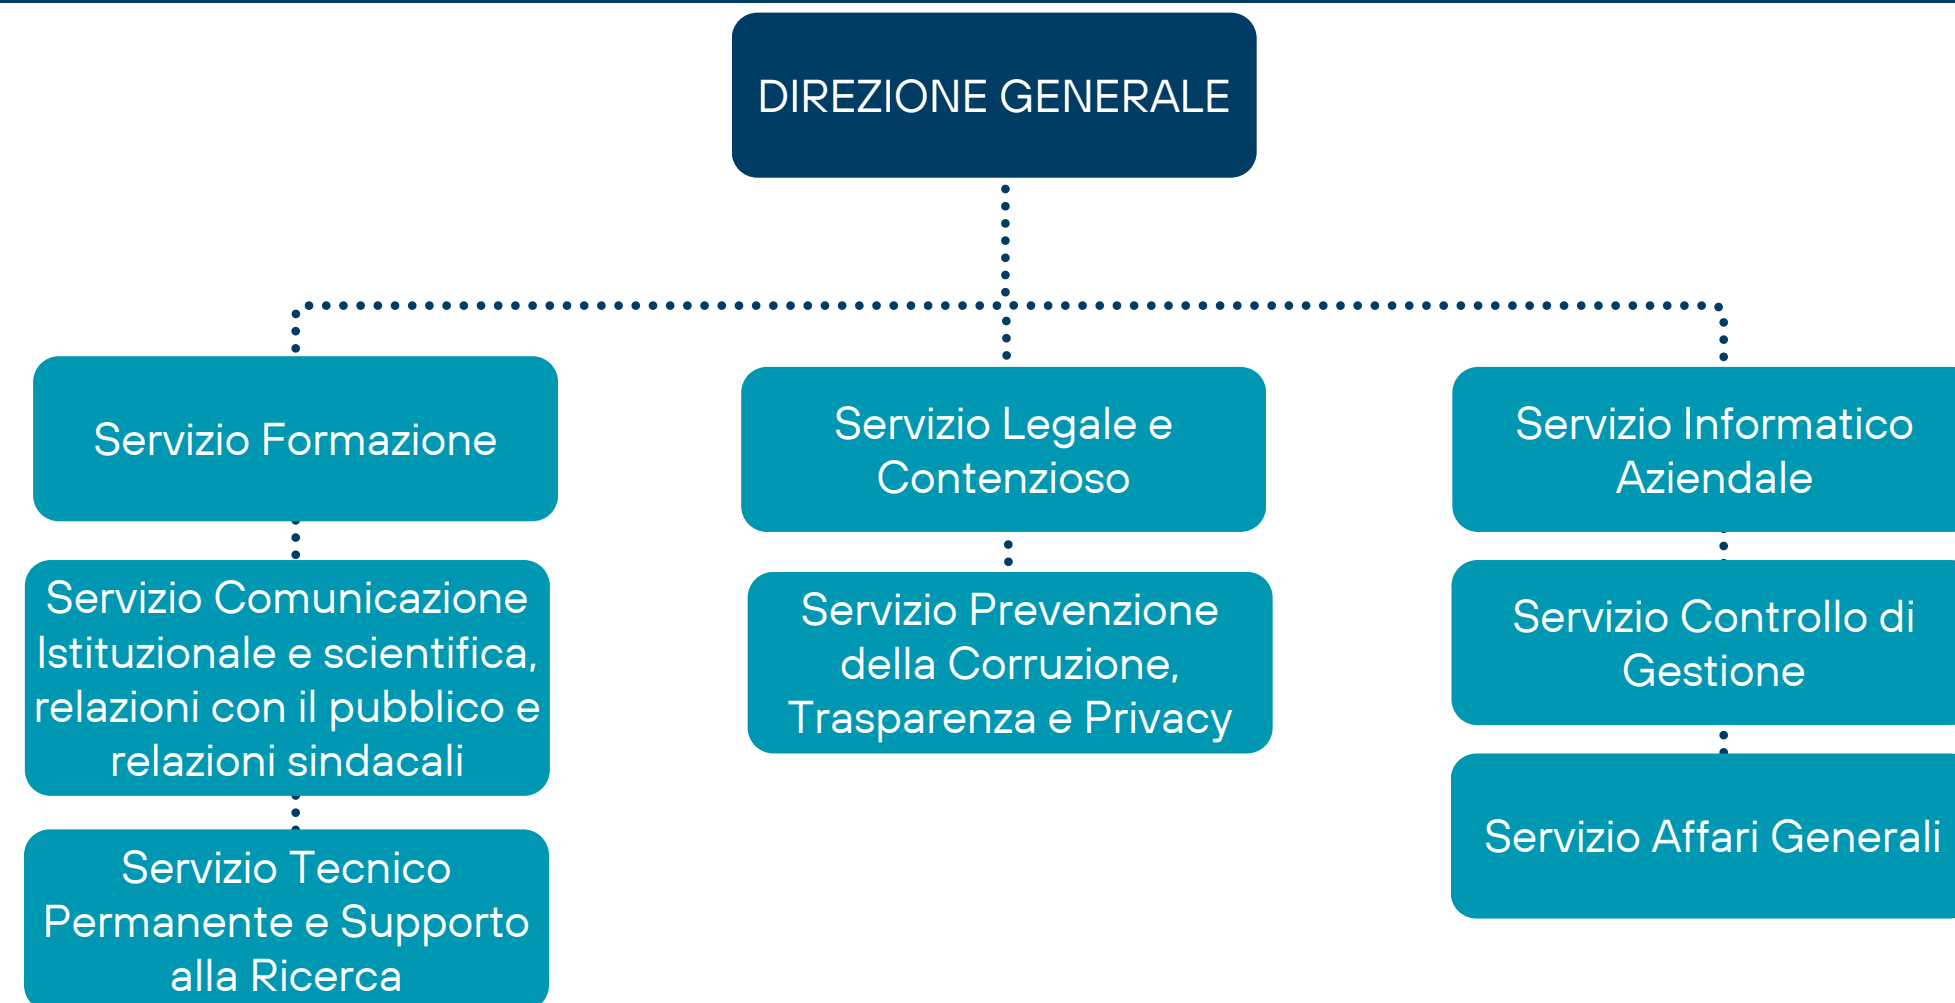 DIREZIONE GENERALE
Servizio Formazione
Servizio Comunicazione
Istituzionale e scientifica,
relazioni con il pubblico e
relazioni sindacali
Servizio Tecnico
Permanente e Supporto
alla Ricerca
Servizio Legale e
Contenzioso
Servizio Prevenzione
della Corruzione,
Trasparenza e Privacy
Servizio Informatico
Aziendale
Servizio Controllo di
Gestione
Servizio Affari Generali